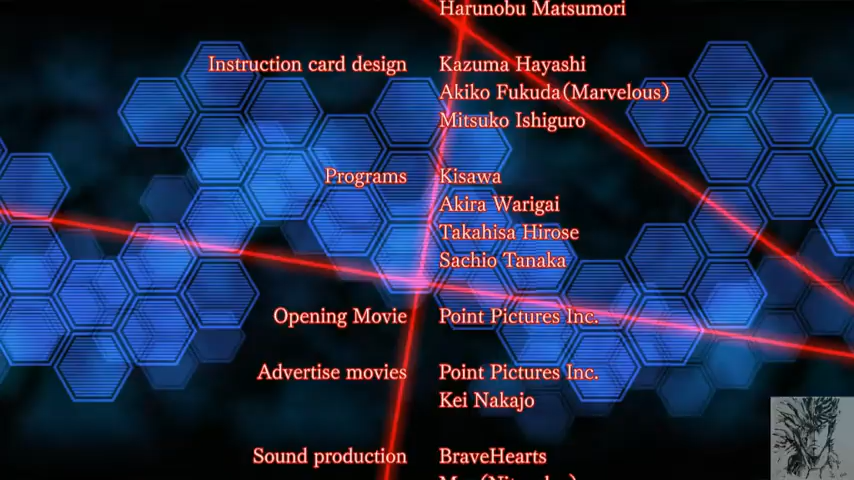 Harunobu Matsumori
Instruction card design Kazuma Hayashi
Akiko Fukuda(Marvelous)
Mitsuko Ishiguro
Programs Kisawa
Akira Warigai
Takahisa Hirose
Sachio Tanaka
Opening Movie Point Pictures Inc.
Advertise movies Point Pictures Inc.
Kei Nakajo
Sound production BraveHearts